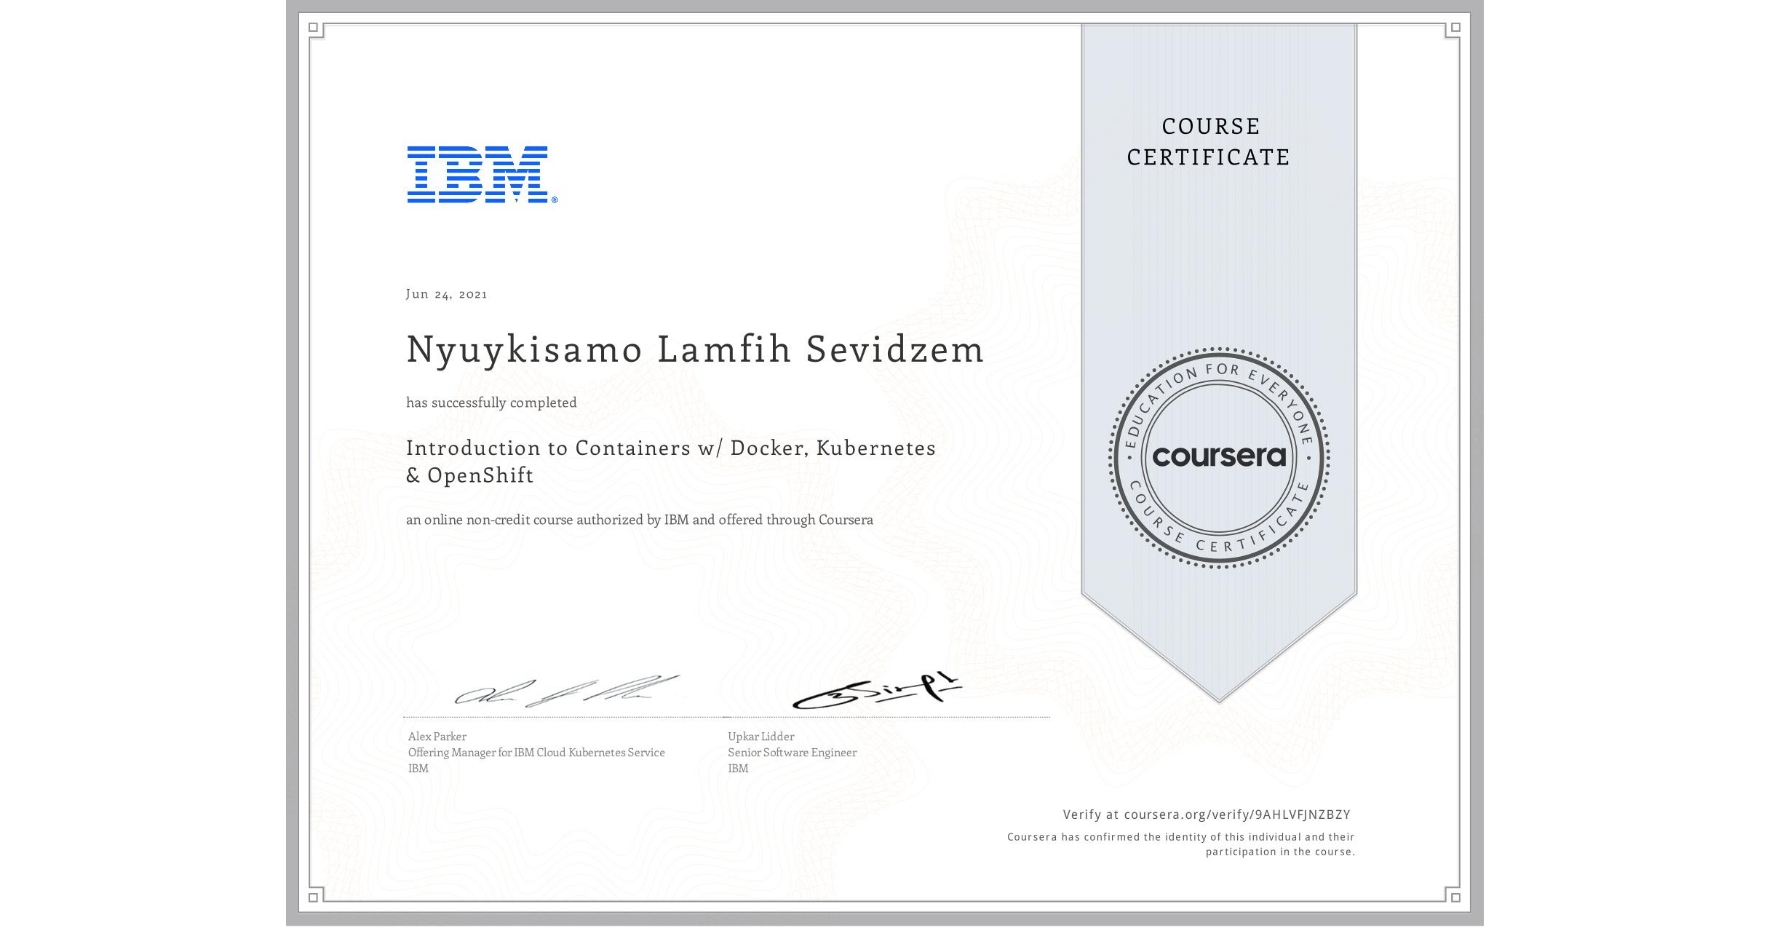 COURSE
CERTIFICATE
IBM®
Jun 24, 2021
Nyuykisamo Lamfih Sevidzem
has successfully completed
Introduction to Containers w/ Docker, Kubernetes
& OpenShift
an online non-credit course authorized by IBM and offered through Coursera
EDUCATION FOR EVERYONE
coursera
COURSE CERTIFICATE
Alex Parker
Offering Manager for IBM Cloud Kubernetes Service
IBM
Upkar Lidder
Senior Software Engineer
IBM
Verify at coursera.org/verify/9AHLVFJNZBZY
Coursera has confirmed the identity of this individual and their
participation in the course.